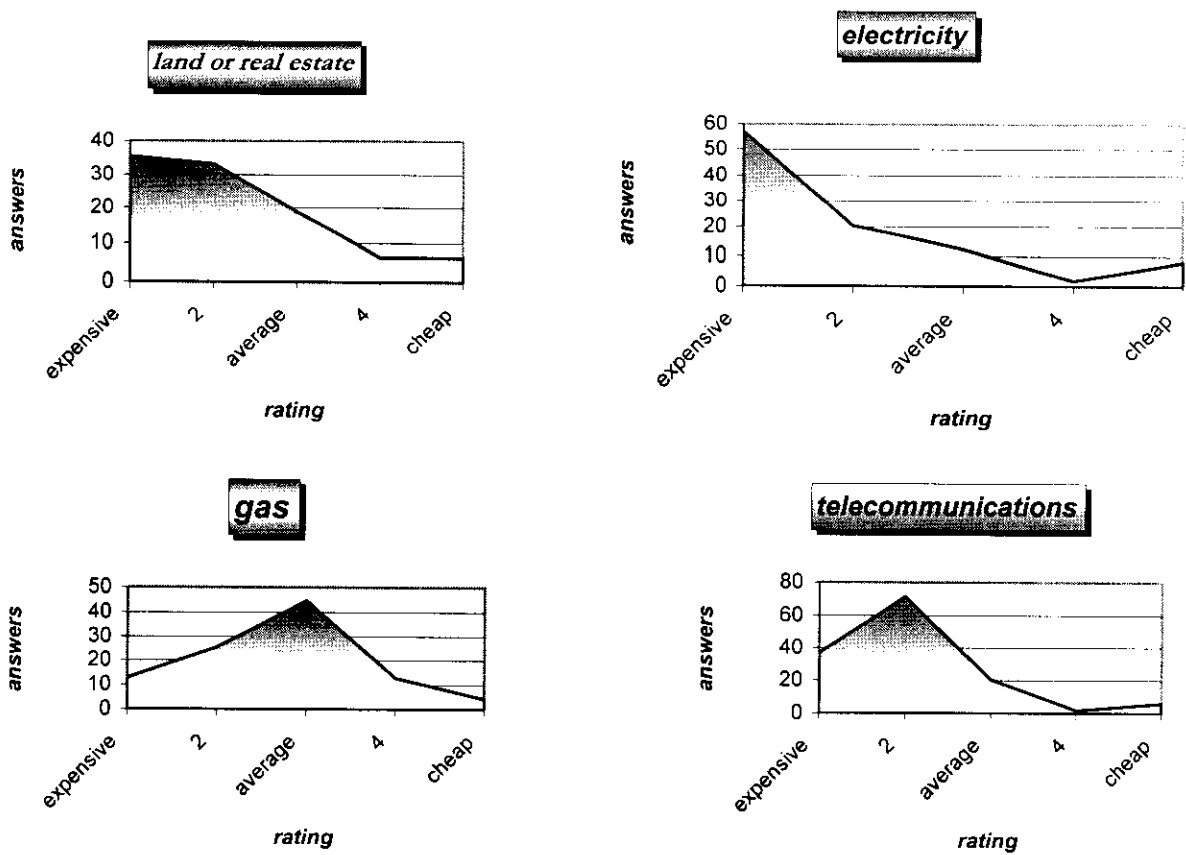 land or real estate
answers
40
30
20
10
0
expensive
2
average
4
cheap
rating
electricity
answers
60
50
40
30
20
10
0
expensive
2
average
4
cheap
rating
gas
answers
50
40
30
20
10
0
expensive
2
average
4
cheap
rating
telecommunications
answers
80
60
40
20
0
expensive
2
average
4
cheap
rating